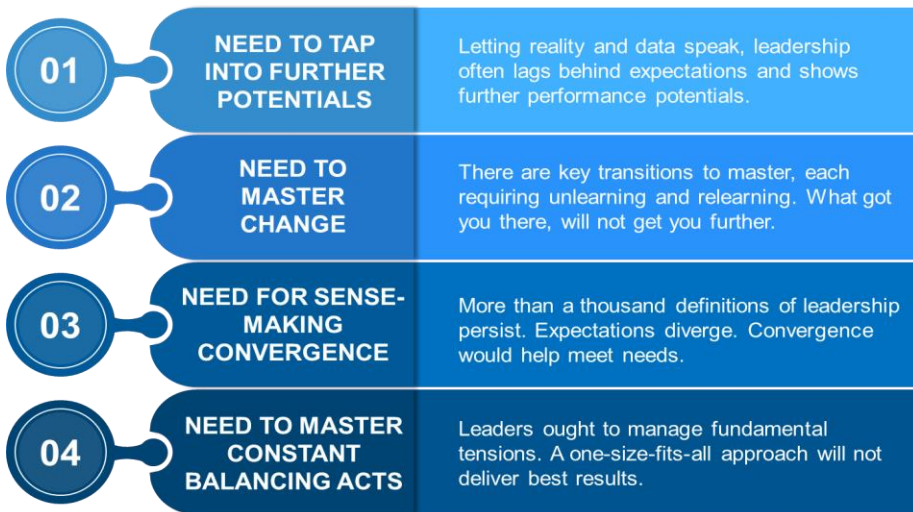 01
NEED TO TAP
INTO FURTHER
POTENTIALS
Letting reality and data speak, leadership
often lags behind expectations and shows
further performance potentials.
02
NEED TO
MASTER
CHANGE
There are key transitions to master, each
requiring unlearning and relearning. What got
you there, will not get you further.
03
NEED FOR SENSE-
MAKING
CONVERGENCE
More than a thousand definitions of leadership
persist. Expectations diverge. Convergence
would help meet needs.
04
NEED TO MASTER
CONSTANT
BALANCING ACTS
Leaders ought to manage fundamental
tensions. A one-size-fits-all approach will not
deliver best results.